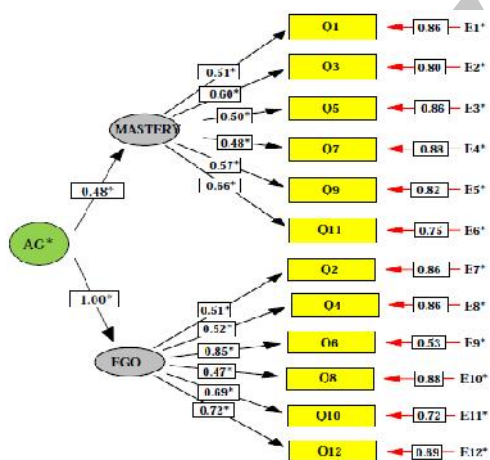 Q1 0.86 E1*
0.51*
Q3 0.80 E2*
0.60*
Q5 0.86 E3*
0.50*
MASTERY
Q7 0.88 E4*
0.48*
0.57*
Q9 0.82 E5*
0.66*
0.48*
Q11 0.75 E6*
AG*
Q2 0.86 E7*
0.51*
1.00*
Q4 0.86 E8*
0.52*
Q6 0.53 E9*
0.85*
EGO
Q8 0.88 E10*
0.47*
0.69*
Q10 0.72 E11*
0.72*
Q12 0.69 E12*